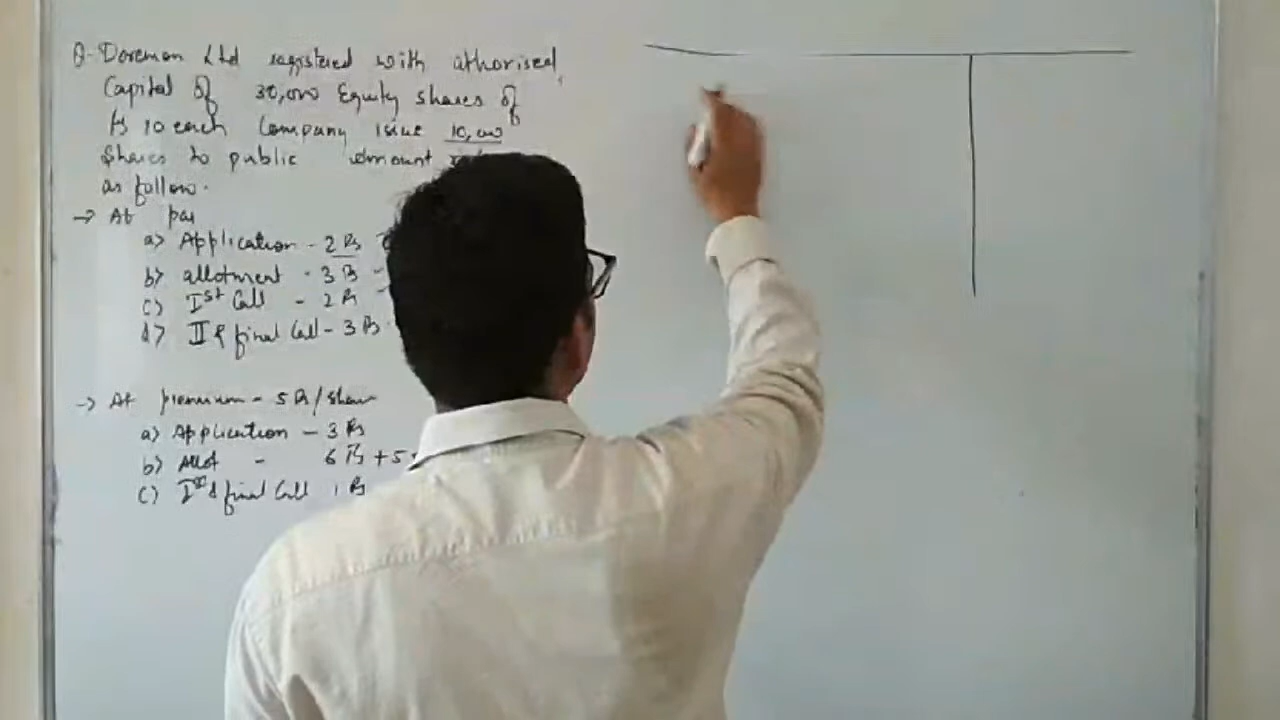 Q- Doremon Ltd registered with athorised
Capital of 30,000 Equity shares of
Rs 10 each Company issue 10,000
shares to public amount
as follow.
→ At par
a) Application - 2 Rs
b) allotment - 3 Rs
c) Ist Call - 2 Rs
d) II & final Call - 3 Rs
→ At premium - 5 Rs/share
a) Application - 3 Rs
b) Allot - 6 Rs + 5
c) Ist & final Call 1 Rs